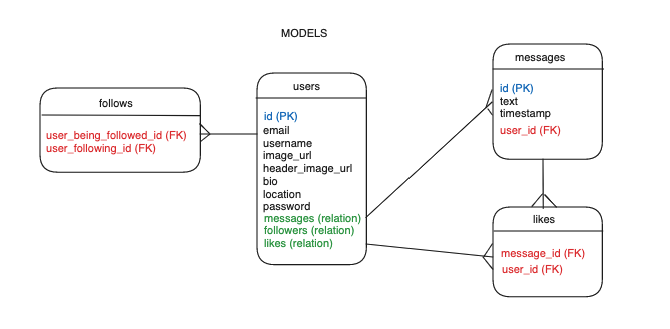 MODELS
follows
user_being_followed_id (FK)
user_following_id (FK)
users
id (PK)
email
username
image_url
header_image_url
bio
location
password
messages (relation)
followers (relation)
likes (relation)
messages
id (PK)
text
timestamp
user_id (FK)
likes
message_id (FK)
user_id (FK)